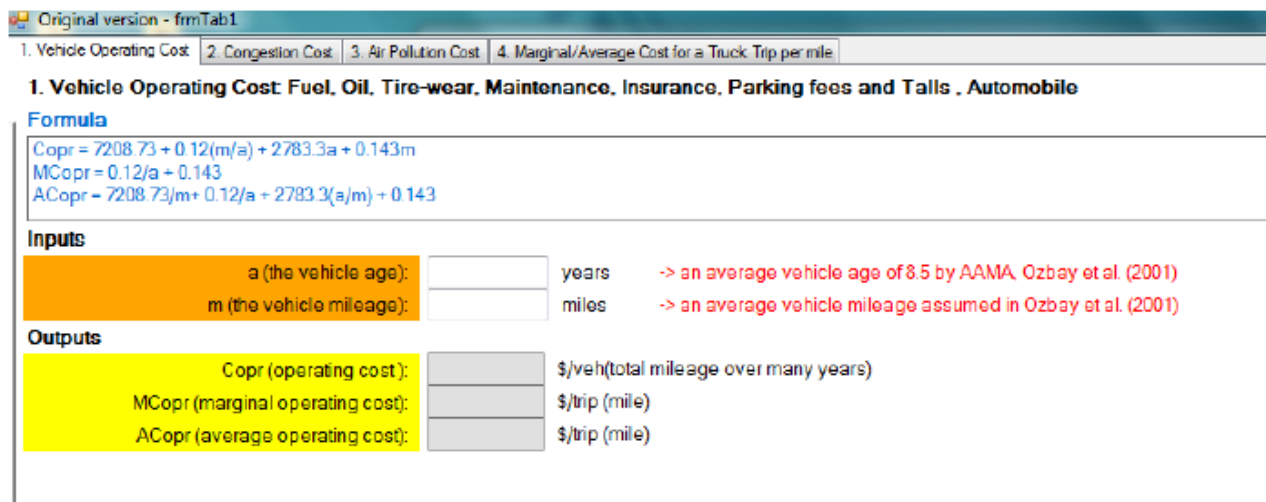 Original version - frmTab1
1. Vehicle Operating Cost 2. Congestion Cost 3. Air Pollution Cost 4. Marginal/Average Cost for a Truck Trip per mile
1. Vehicle Operating Cost: Fuel, Oil, Tire-wear, Maintenance, Insurance, Parking fees and Talls , Automobile
Formula
Copr = 7208.73 + 0.12(m/a) + 2783.3a + 0.143m
MCopr = 0.12/a + 0.143
ACopr = 7208.73/m+ 0.12/a + 2783.3(a/m) + 0.143
Inputs
a (the vehicle age): years -> an average vehicle age of 8.5 by AAMA, Ozbay et al. (2001)
m (the vehicle mileage): miles -> an average vehicle mileage assumed in Ozbay et al. (2001)
Outputs
Copr (operating cost ): $/veh(total mileage over many years)
MCopr (marginal operating cost): $/trip (mile)
ACopr (average operating cost): $/trip (mile)